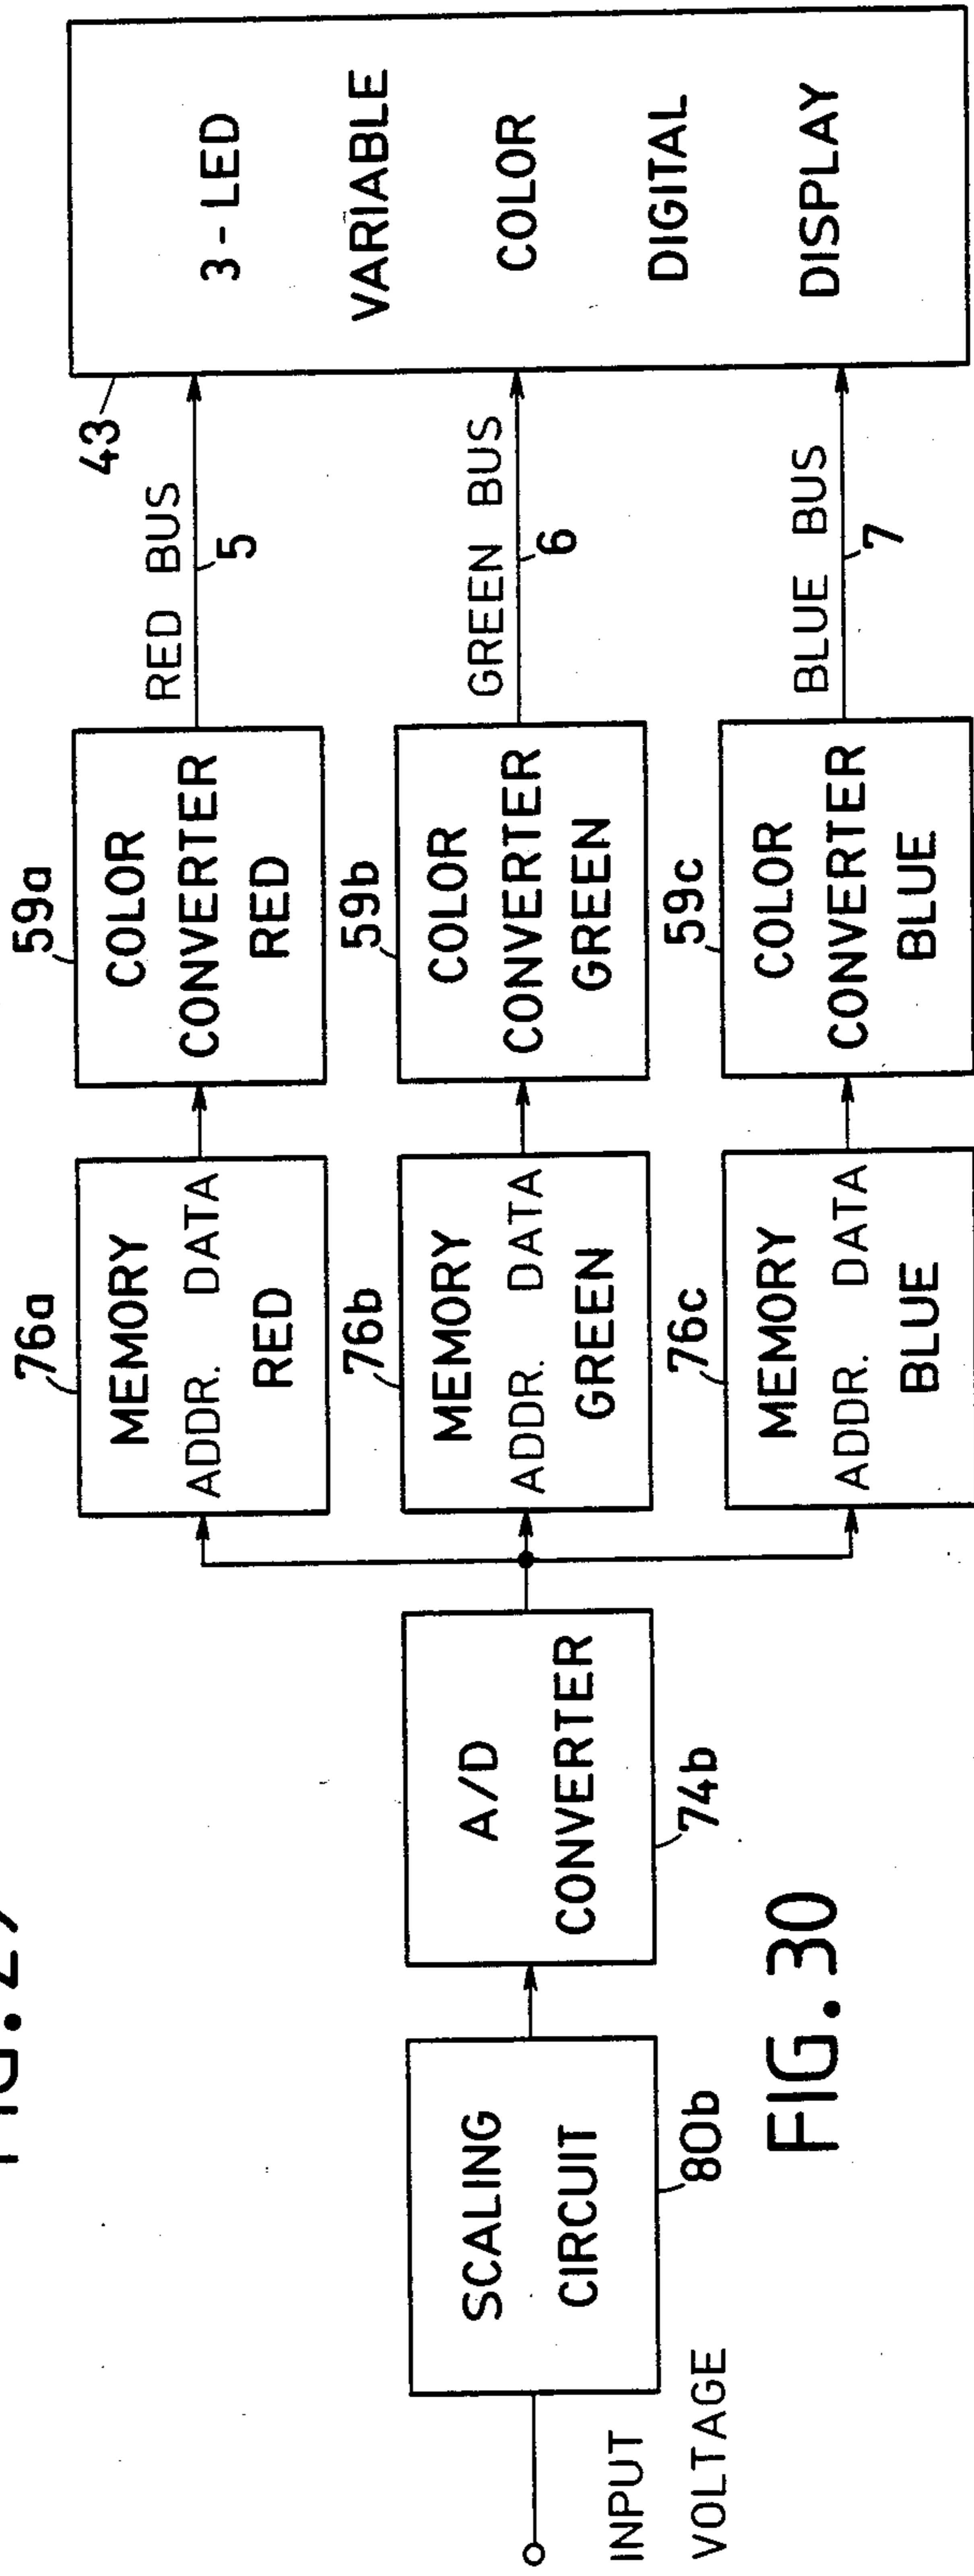 INPUT
VOLTAGE
SCALING
CIRCUIT
80b
A/D
CONVERTER
74b
76a
MEMORY
ADDR. DATA
RED
76b
MEMORY
ADDR. DATA
GREEN
76c
MEMORY
ADDR. DATA
BLUE
59a
COLOR
CONVERTER
RED
59b
COLOR
CONVERTER
GREEN
59c
COLOR
CONVERTER
BLUE
RED BUS
5
GREEN BUS
6
BLUE BUS
7
43
3-LED
VARIABLE
COLOR
DIGITAL
DISPLAY
FIG. 30